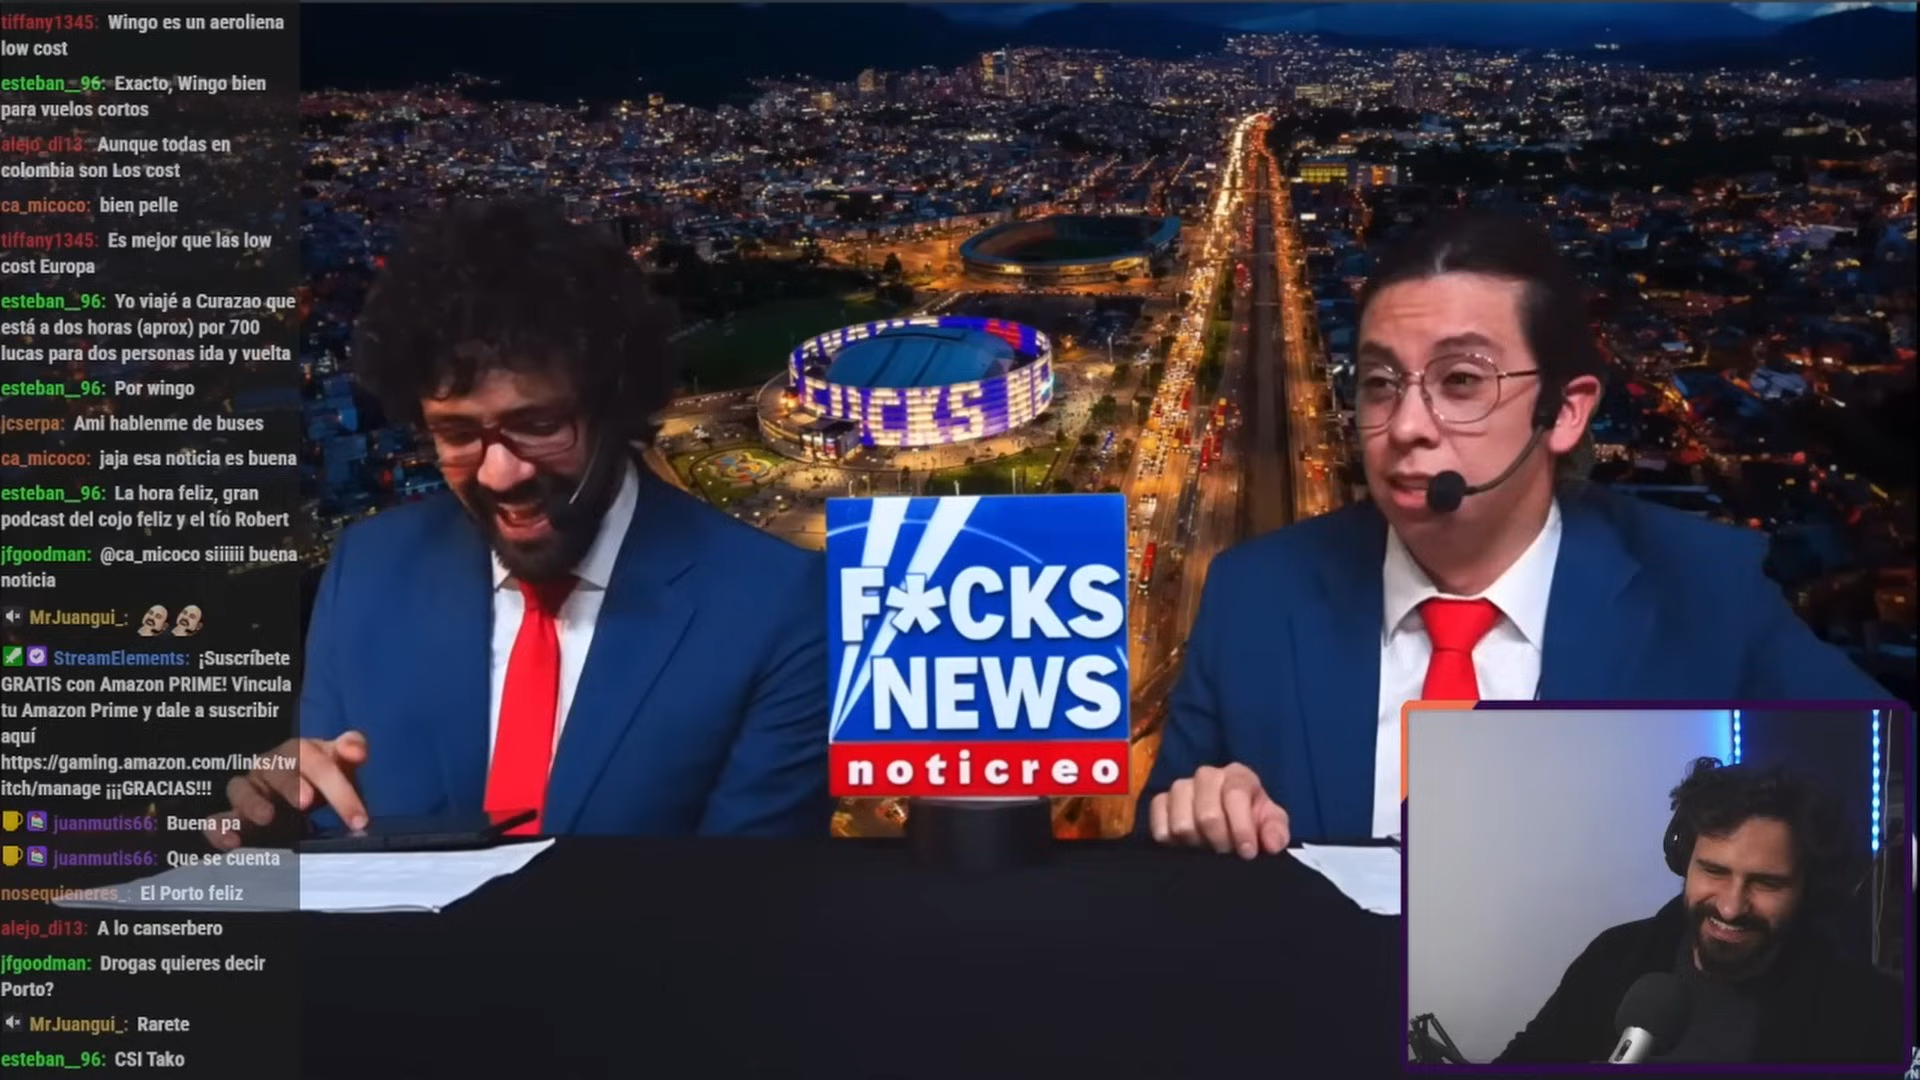 tiffany1345: Wingo es un aeroliena
low cost
esteban__96: Exacto, Wingo bien
para vuelos cortos
alejo_di13: Aunque todas en
colombia son Los cost
ca_micoco: bien pelle
tiffany1345: Es mejor que las low
cost Europa
esteban__96: Yo viajé a Curazao que
está a dos horas (aprox) por 700
lucas para dos personas ida y vuelta
esteban__96: Por wingo
jcserpa: Ami hablenme de buses
ca_micoco: jaja esa noticia es buena
esteban__96: La hora feliz, gran
podcast del cojo feliz y el tío Robert
jfgoodman: @ca_micoco siiiiii buena
noticia
MrJuangui_:
StreamElements: ¡Suscríbete
GRATIS con Amazon PRIME! Vincula
tu Amazon Prime y dale a suscribir
aquí
https://gaming.amazon.com/links/tw
itch/manage ¡¡¡GRACIAS!!!
juanmutis66: Buena pa
juanmutis66: Que se cuenta
nosequieneres_: El Porto feliz
alejo_di13: A lo canserbero
jfgoodman: Drogas quieres decir
Porto?
MrJuangui_: Rarete
esteban__96: CSI Tako
F*CKS
NEWS
noticreo